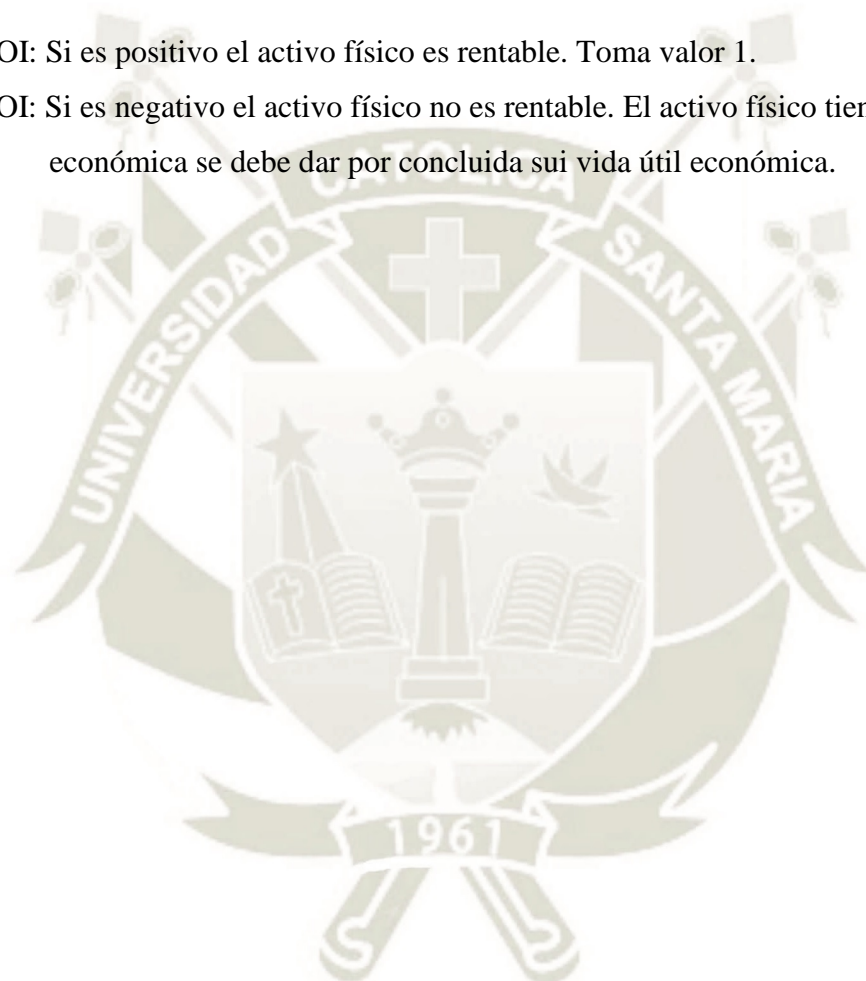 OI: Si es positivo el activo físico es rentable. Toma valor 1.
OI: Si es negativo el activo físico no es rentable. El activo físico
económica se debe dar por concluida sui vida útil económica.
UNIVERSIDAD CATOLICA SANTA MARIA
1961